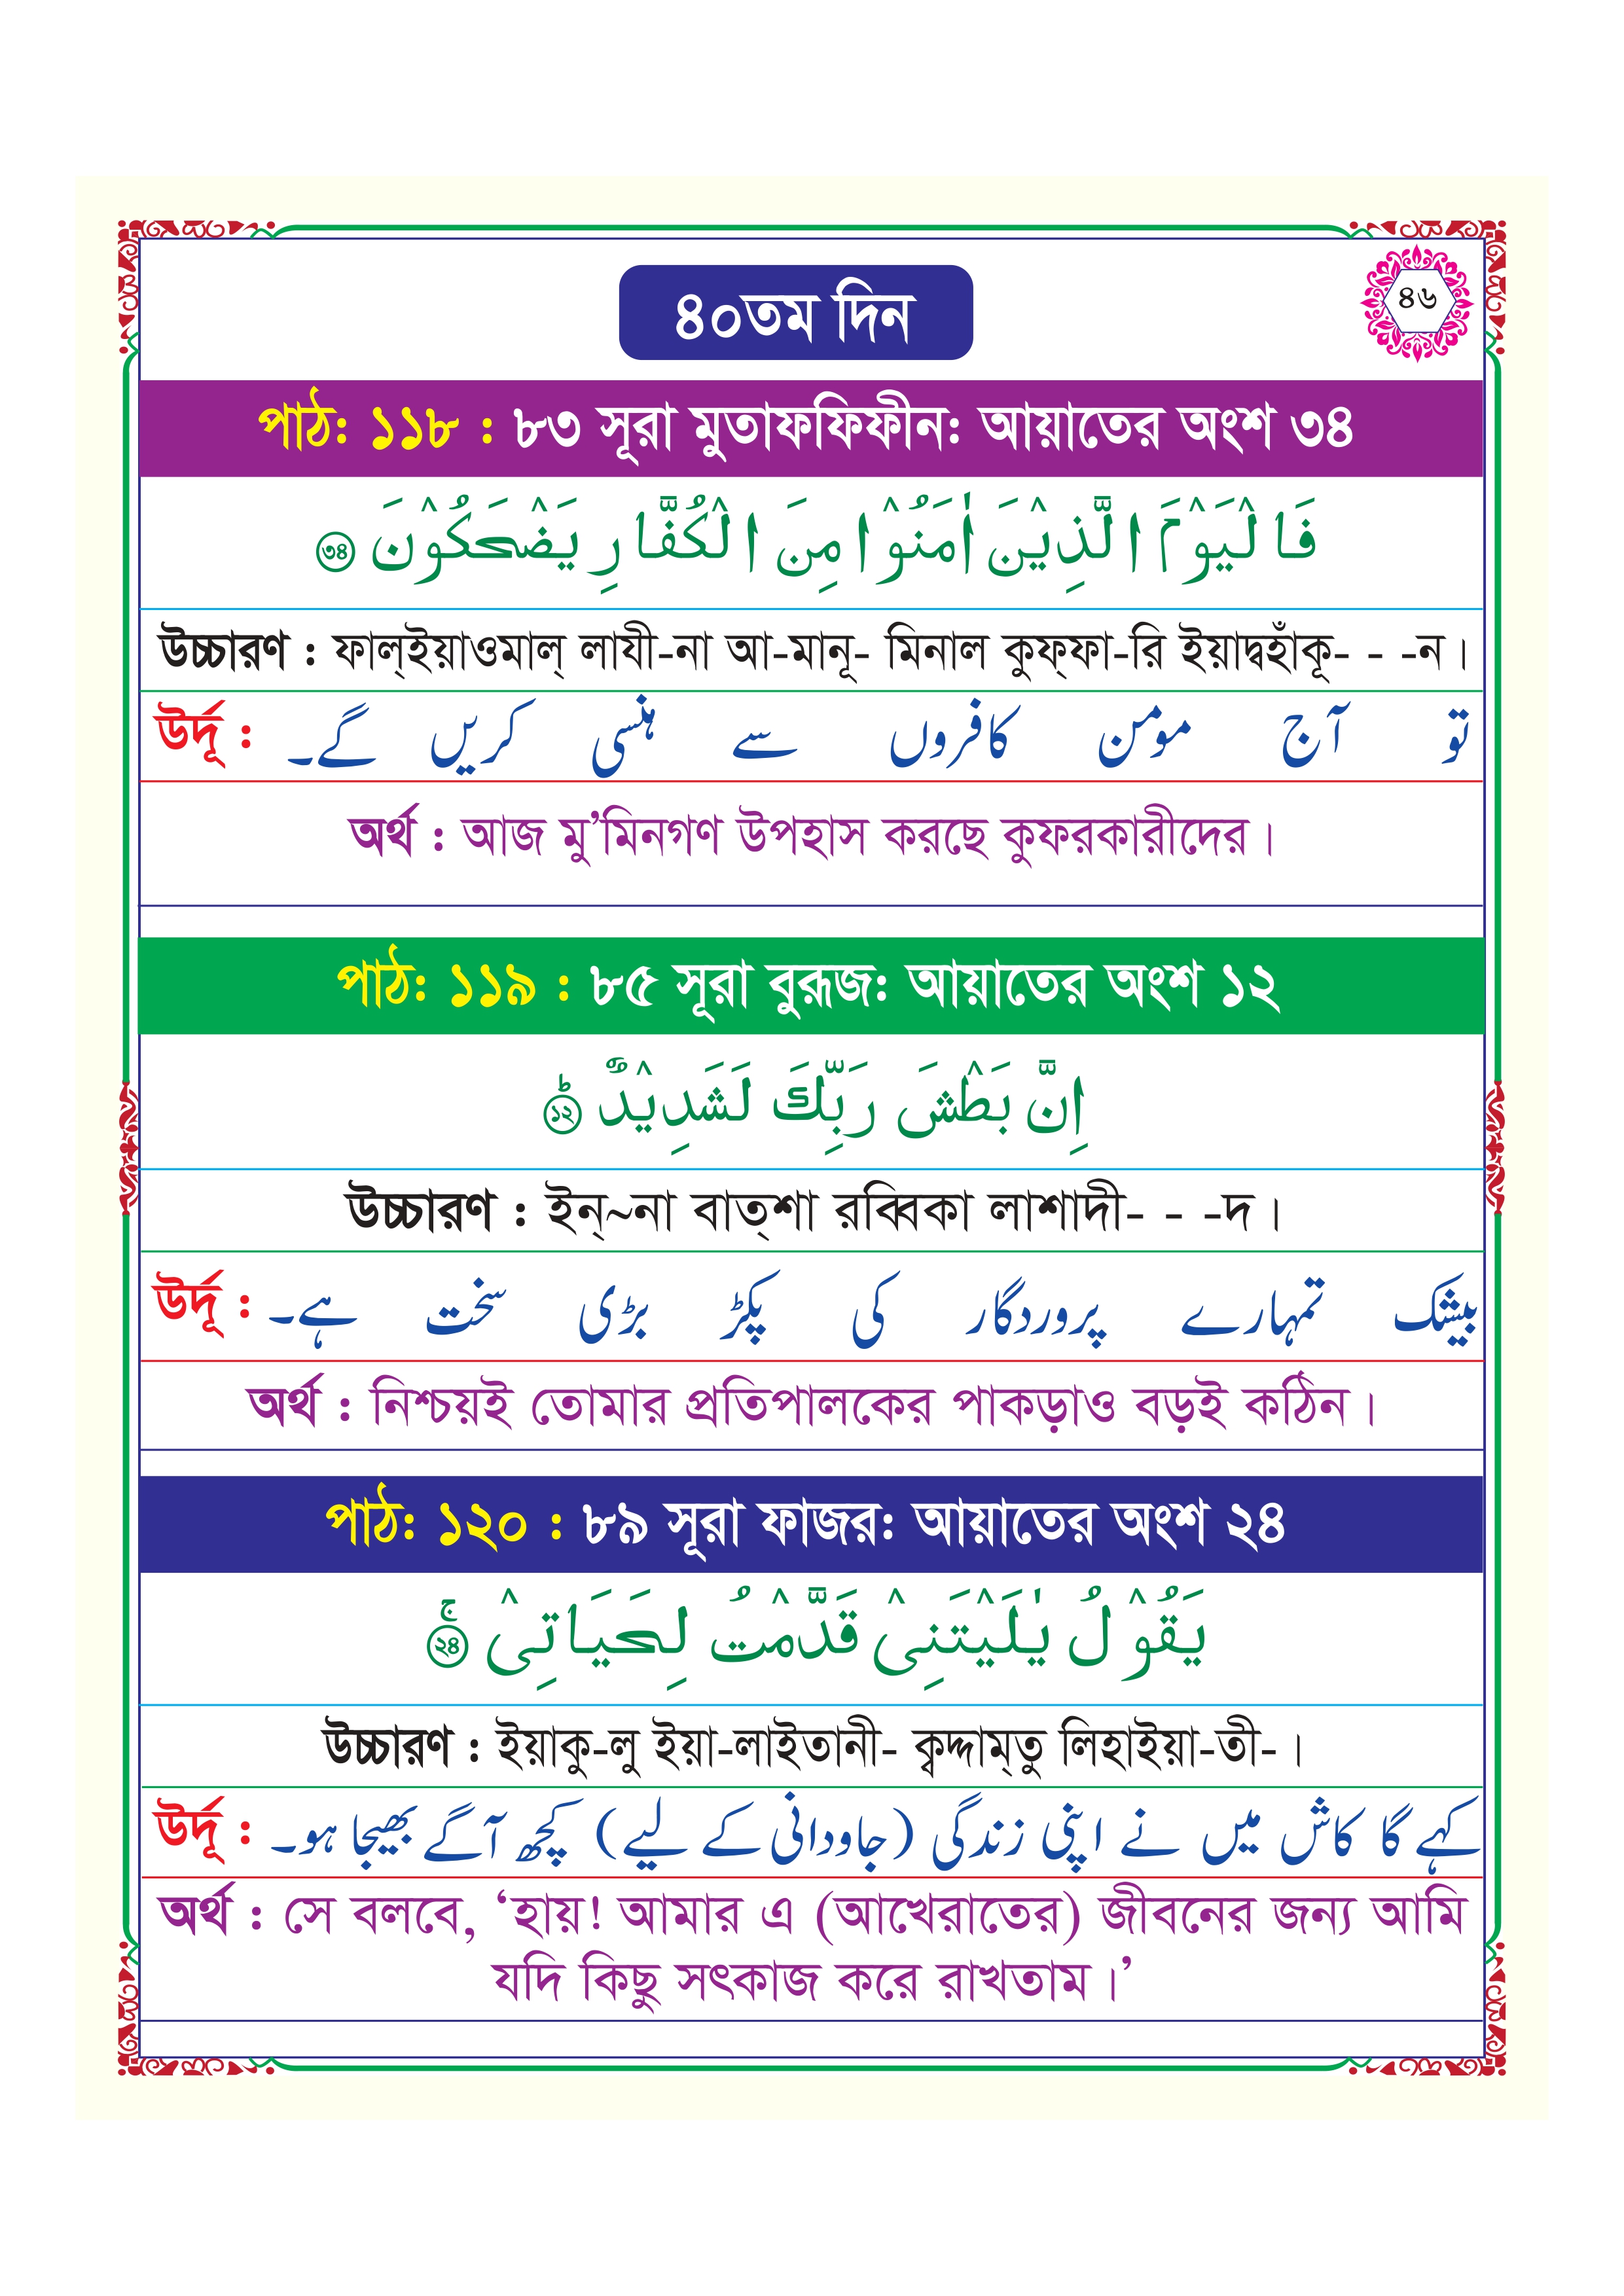 ৪৬
৪০তম দিন
পাঠ: ১১৮ : ৮৩ সূরা মুতাফফিফীন: আয়াতের অংশ ৩৪
فَالْيَوْمَ الَّذِيْنَ اٰمَنُوْا مِنَ الْكُفَّارِ يَضْحَكُوْنَ ৩৪
উচ্চারণ : ফাল্ইয়াওমাল্ লাযী-না আ-মানূ- মিনাল কুফ্ফা-রি ইয়াদ্বহাঁকূ- - -ন।
উর্দূ : تو آج مومن کافروں سے ہنسی کریں گے۔
অর্থ : আজ মু’মিনগণ উপহাস করছে কুফরকারীদের।
পাঠ: ১১৯ : ৮৫ সূরা বুরূজ: আয়াতের অংশ ১২
اِنَّ بَطْشَ رَبِّكَ لَشَدِيْدٌ ؕ ১২
উচ্চারণ : ইন্~না বাত্শা রব্বিকা লাশাদী- - -দ।
উর্দূ : بیشک تمہارے پروردگار کی پکڑ بڑی سخت ہے۔
অর্থ : নিশ্চয়ই তোমার প্রতিপালকের পাকড়াও বড়ই কঠিন।
পাঠ: ১২০ : ৮৯ সূরা ফাজর: আয়াতের অংশ ২৪
يَقُوْلُ يٰلَيْتَنِىْ قَدَّمْتُ لِحَيَاتِىْ ۚ ২৪
উচ্চারণ : ইয়াকু-লু ইয়া-লাইতানী- ক্বদ্দাম্তু লিহাইয়া-তী-।
উর্দূ : کہے گا کاش میں نے اپنی زندگی (جاودانی کے لیے) کچھ آگے بھیجا ہو۔
অর্থ : সে বলবে, ‘হায়! আমার এ (আখেরাতের) জীবনের জন্য আমি
যদি কিছু সৎকাজ করে রাখতাম।’